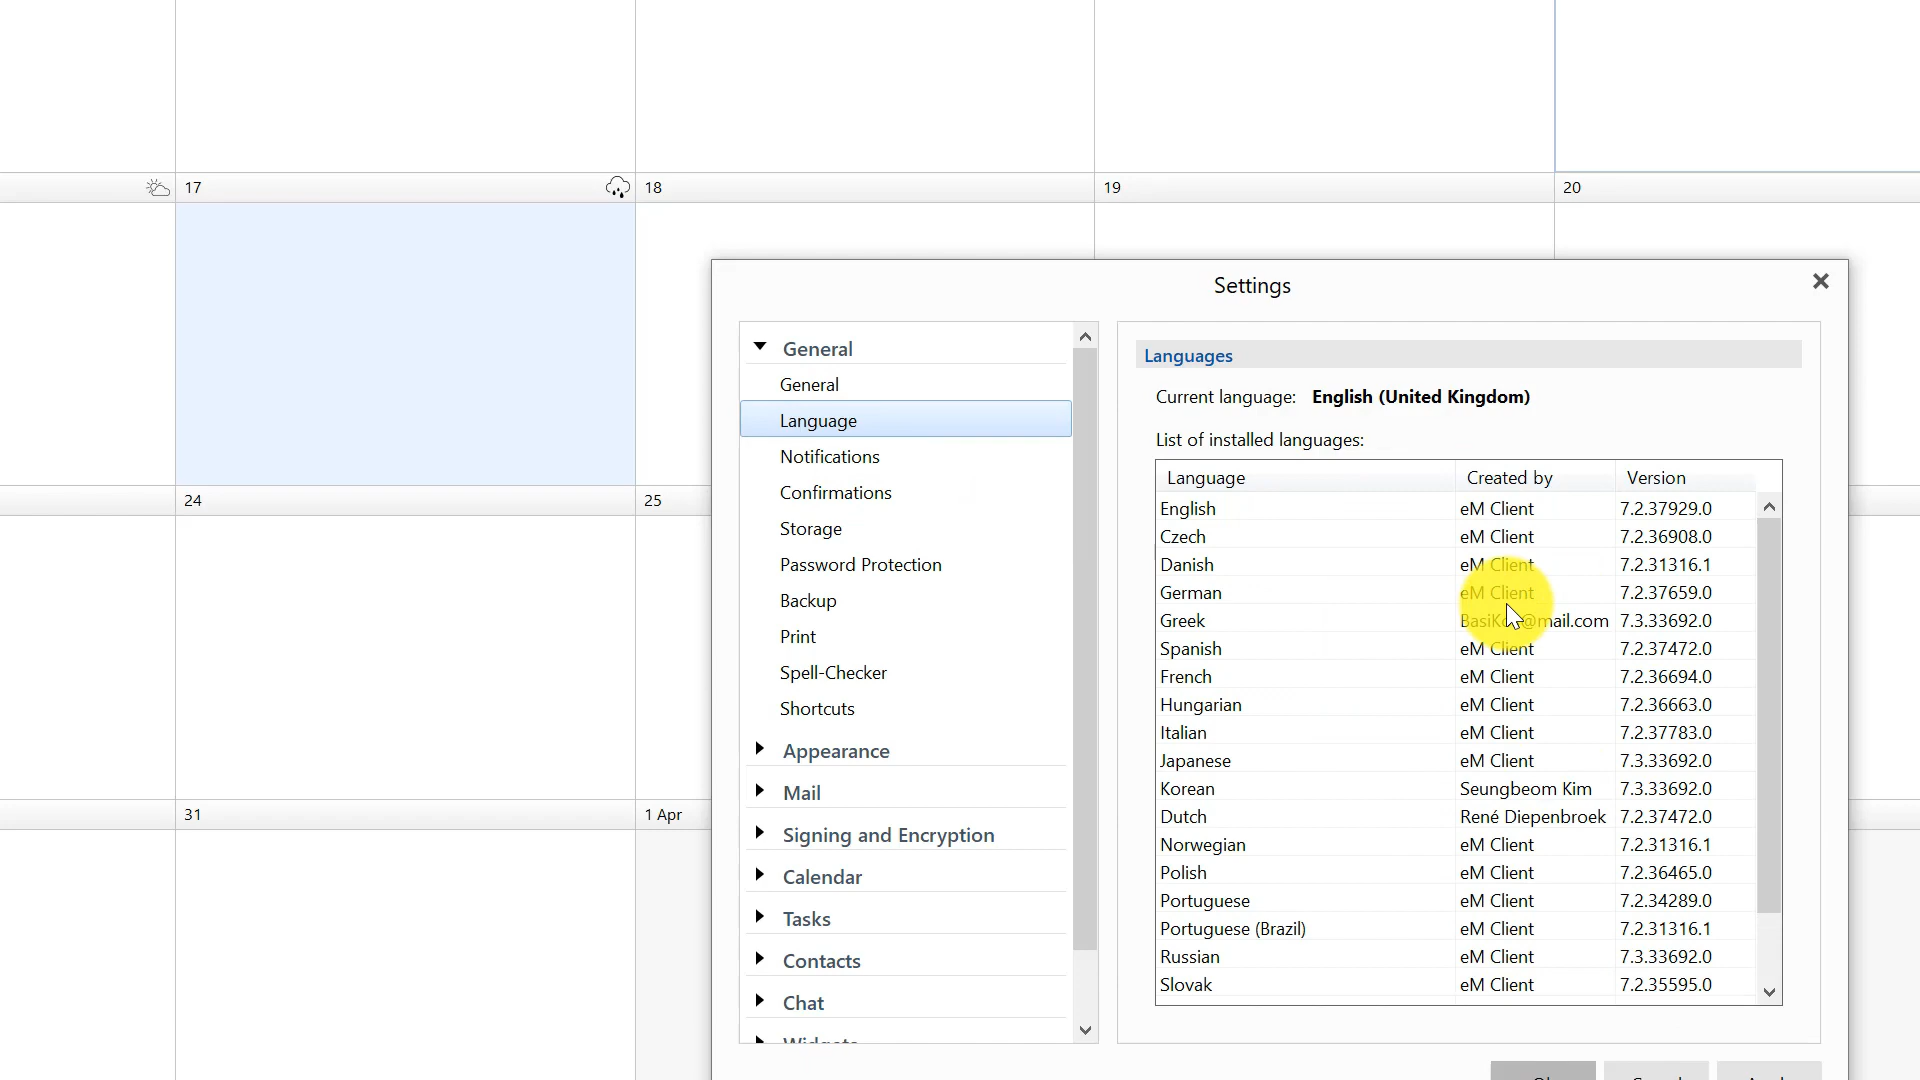 17
18
19
20
Settings
General
General
Language
Notifications
Confirmations
Storage
Password Protection
Backup
Print
Spell-Checker
Shortcuts
Appearance
Mail
Signing and Encryption
Calendar
Tasks
Contacts
Chat
Languages
Current language: English (United Kingdom)
List of installed languages:
Language Created by Version
English eM Client 7.2.37929.0
Czech eM Client 7.2.36908.0
Danish eM Client 7.2.31316.1
German eM Client 7.2.37659.0
Greek 7.3.33692.0
Spanish eM Client 7.2.37472.0
French eM Client 7.2.36694.0
Hungarian eM Client 7.2.36663.0
Italian eM Client 7.2.37783.0
Japanese eM Client 7.3.33692.0
Korean Seungbeom Kim 7.3.33692.0
Dutch René Diepenbroek 7.2.37472.0
Norwegian eM Client 7.2.31316.1
Polish eM Client 7.2.36465.0
Portuguese eM Client 7.2.34289.0
Portuguese (Brazil) eM Client 7.2.31316.1
Russian eM Client 7.3.33692.0
Slovak eM Client 7.2.35595.0
24
25
31
1 Apr